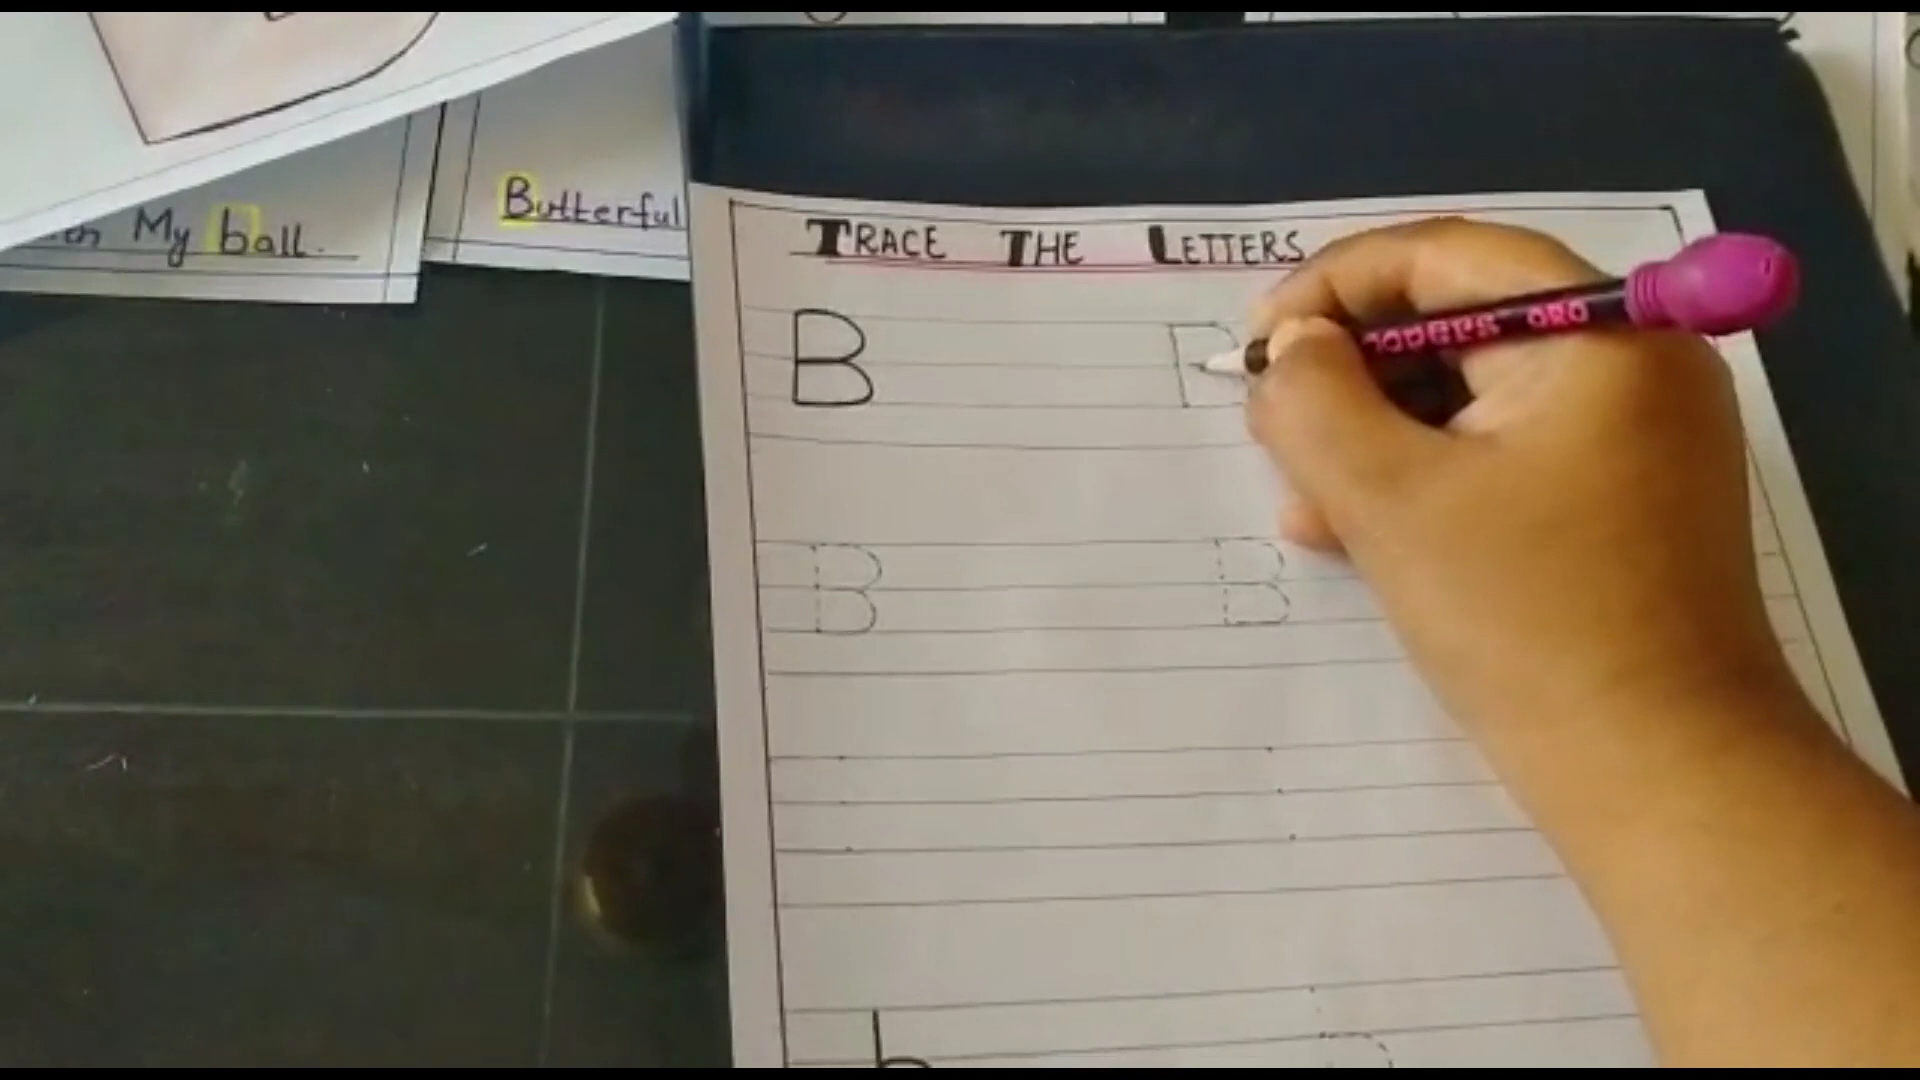 My ball.
Butterful
TRACE THE LETTERS
B B
B B
b